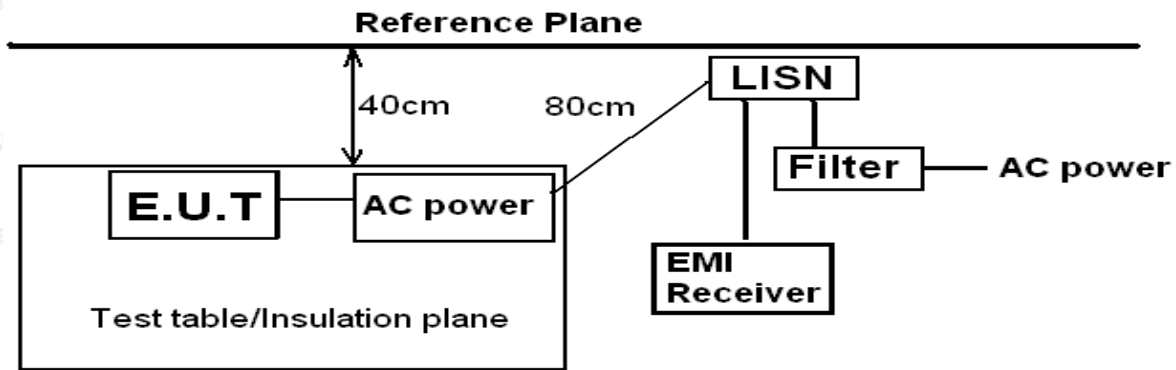 Reference Plane
40cm
80cm
LISN
Filter
AC power
E.U.T
AC power
EMI
Receiver
Test table/Insulation plane